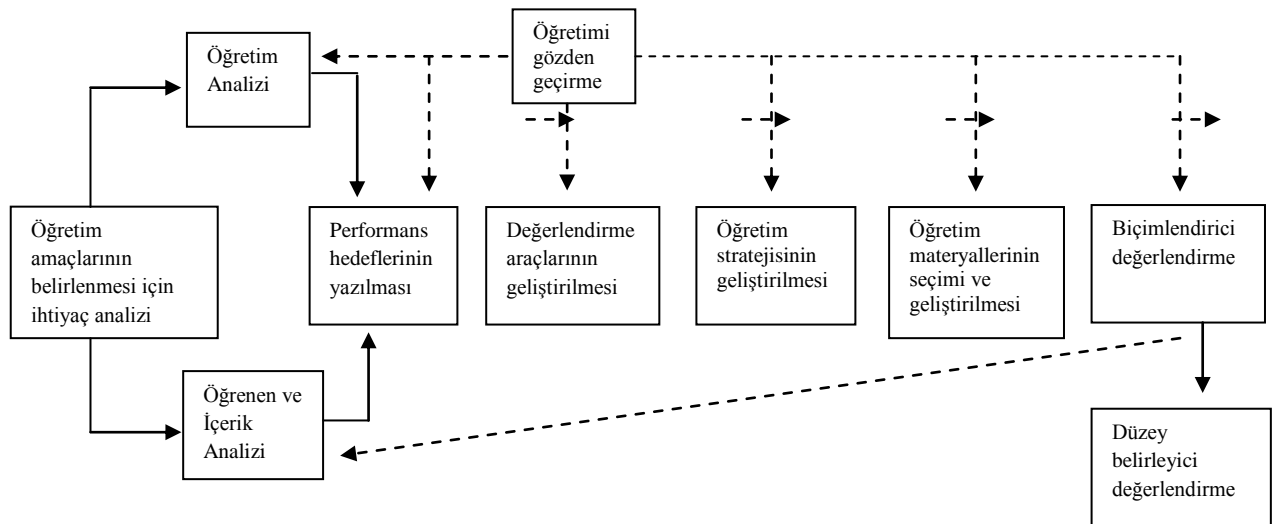 Öğretim
Analizi
Öğretimi
gözden
geçirme
Öğretim
amaçlarının
belirlenmesi için
ihtiyaç analizi
Performans
hedeflerinin
yazılması
Değerlendirme
araçlarının
geliştirilmesi
Öğretim
stratejisinin
geliştirilmesi
Öğretim
materyallerinin
seçimi ve
geliştirilmesi
Biçimlendirici
değerlendirme
Öğrenen ve
İçerik
Analizi
Düzey
belirleyici
değerlendirme